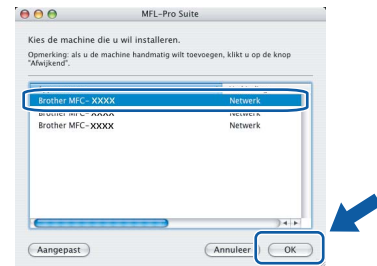 MFL-Pro Suite
Kies de machine die u wil installeren.
Opmerking: als u de machine handmatig wilt toevoegen, klikt u op de knop
"Afwijkend".
Brother MFC- XXXX Netwerk
Brother MFC- XXXX Netwerk
Brother MFC- XXXX Netwerk
Aangepast Annuleer OK